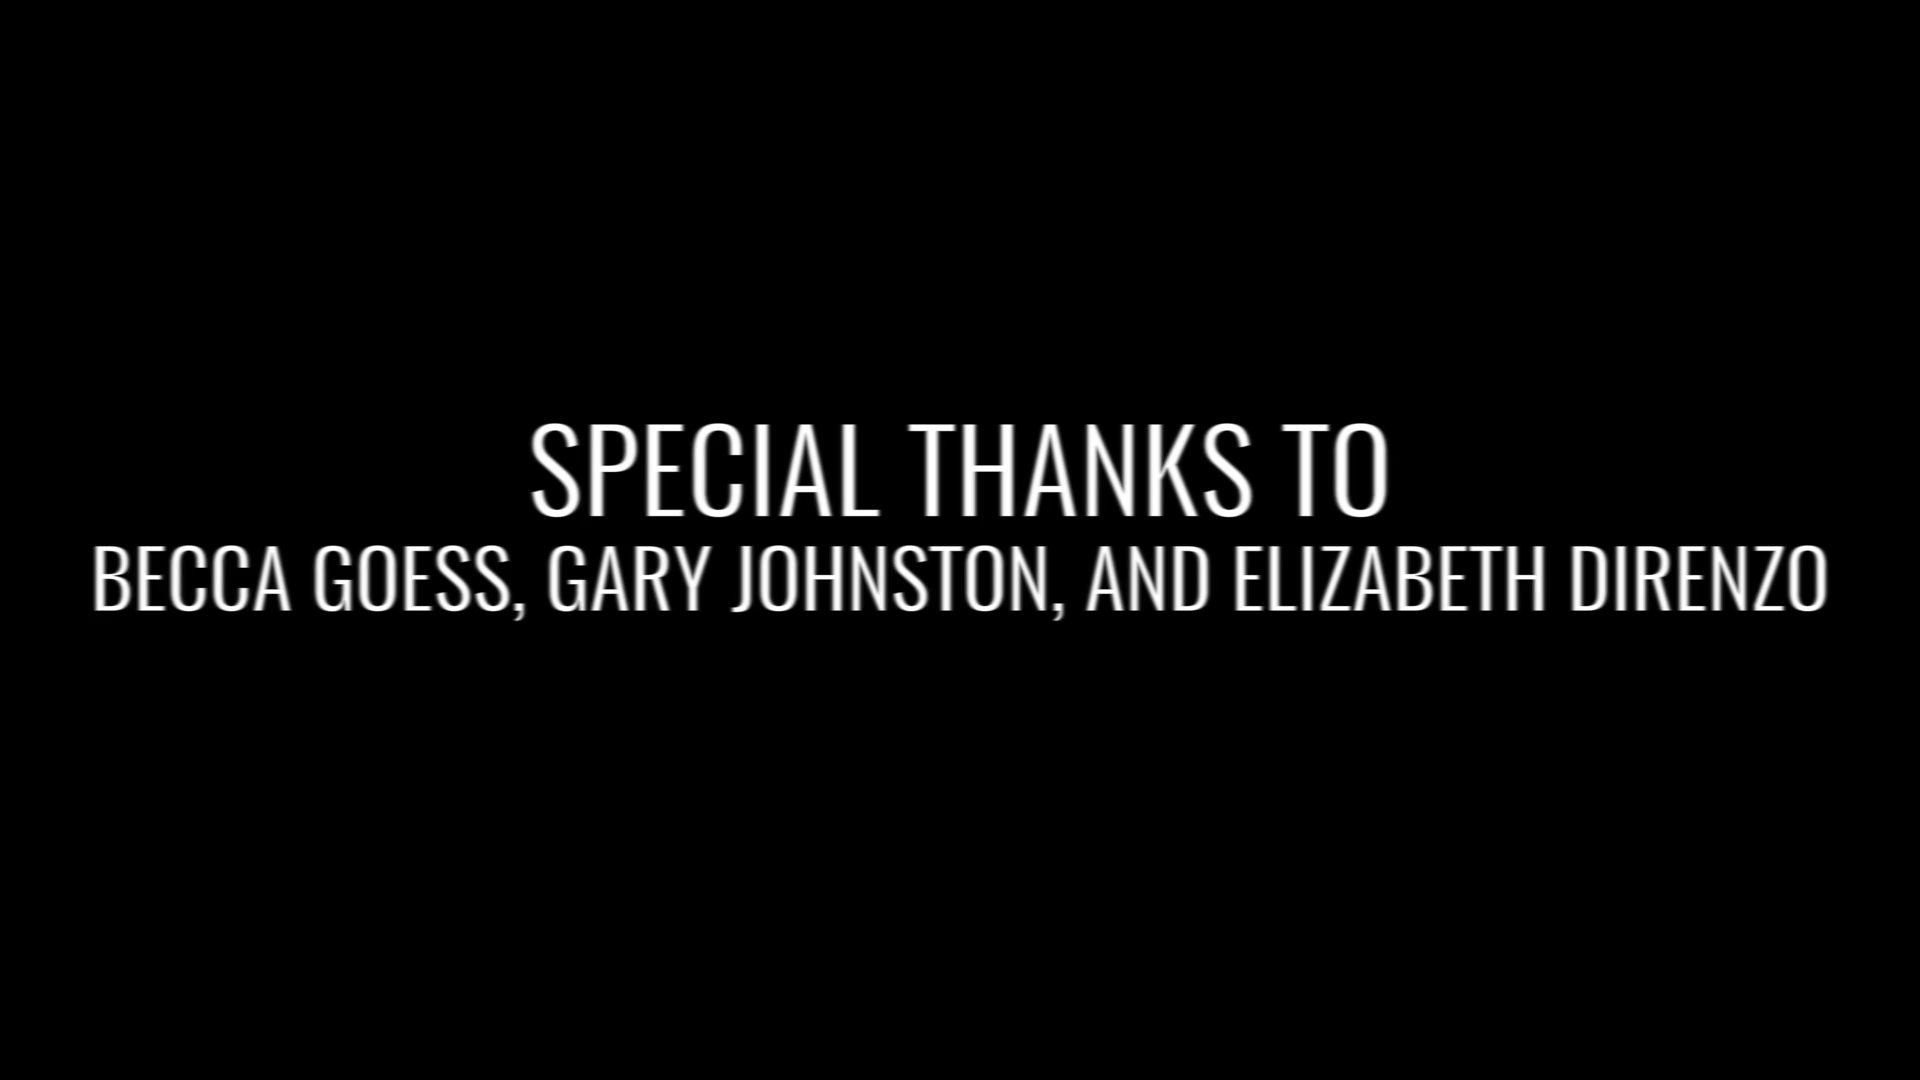 SPECIAL THANKS TO
BECCA GOESS, GARY JOHNSTON, AND ELIZABETH DIRENZO